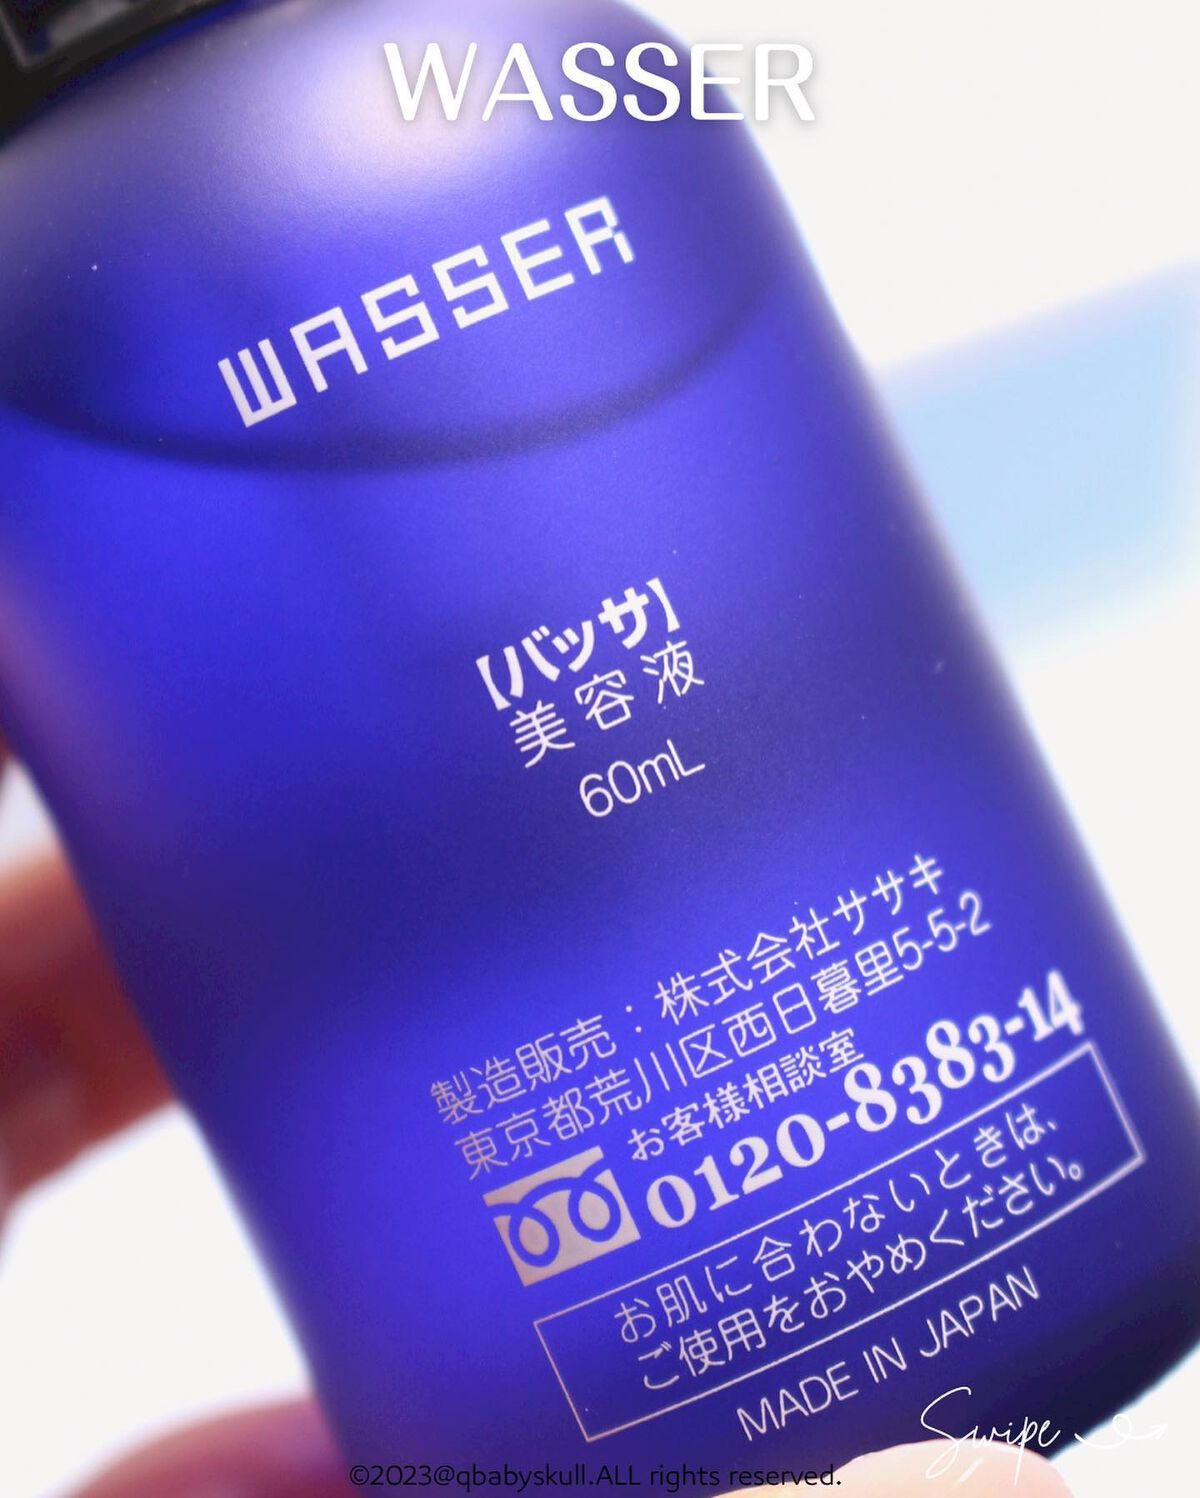 WASSER
WASSER
【バッサ】
美容液
60mL
製造販売：株式会社ササキ
東京都荒川区西日暮里5-5-2
お客様相談室
0120-8383-14
お肌に合わないときは、
ご使用をおやめください。
MADE IN JAPAN
Swipe
©2023@qbabyskull.ALL rights reserved.